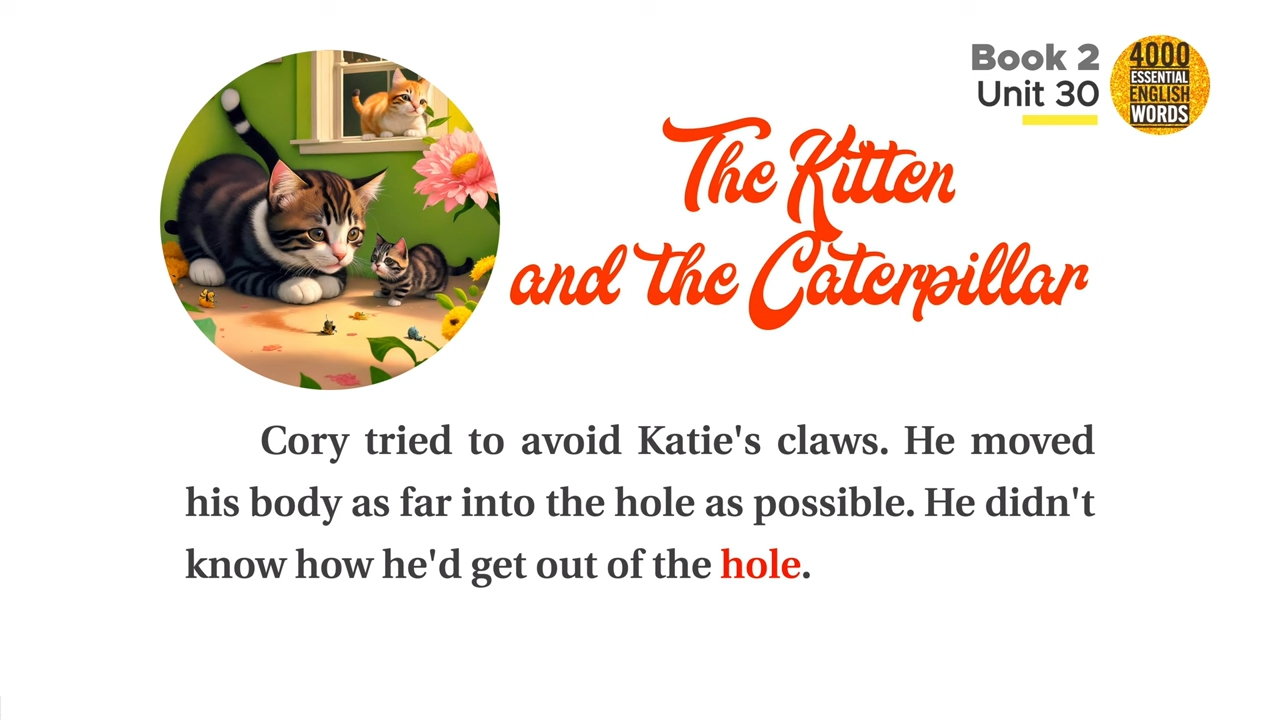 Book 2
Unit 30
4000
ESSENTIAL
ENGLISH
WORDS
The Kitten
and the Caterpillar
Cory tried to avoid Katie's claws. He moved
his body as far into the hole as possible. He didn't
know how he'd get out of the hole.